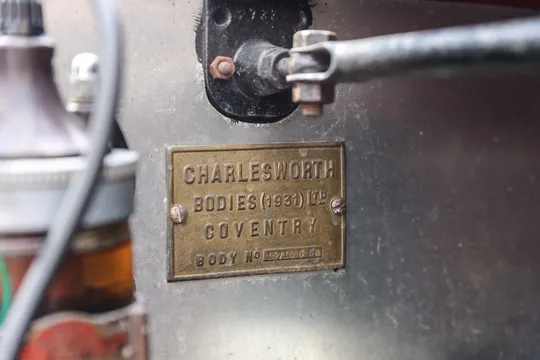 CHARLESWORTH
BODIES (1931) LTD
COVENTRY
BODY NO